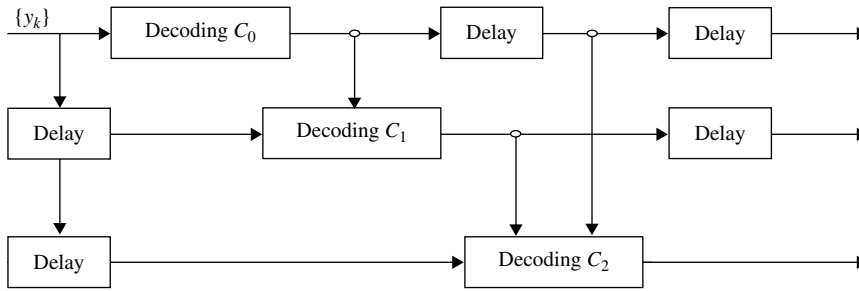 {y_k}
Decoding C_0
Delay
Delay
Delay
Decoding C_1
Delay
Delay
Decoding C_2